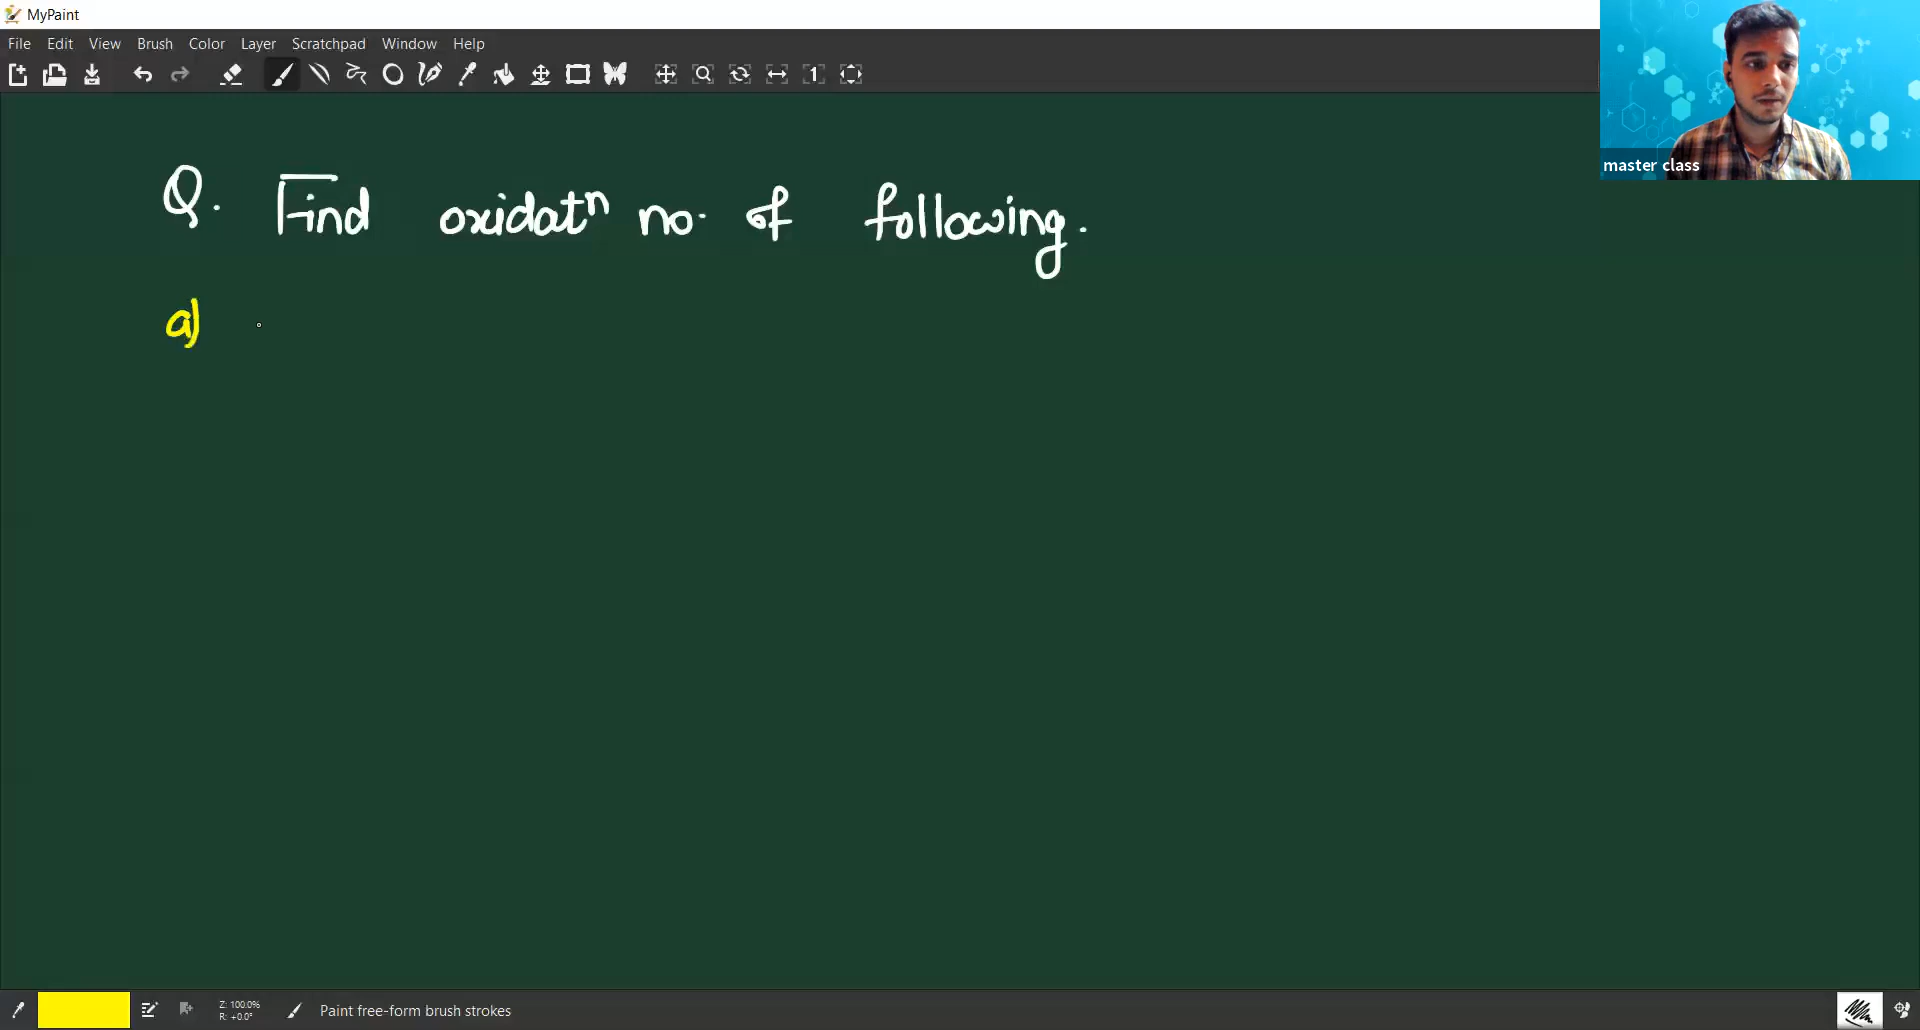 MyPaint
File Edit View Brush Color Layer Scratchpad Window Help
master class
Q. Find oxidatⁿ no. of following.
a)
Z: 100.0%
R: +0.0°
Paint free-form brush strokes